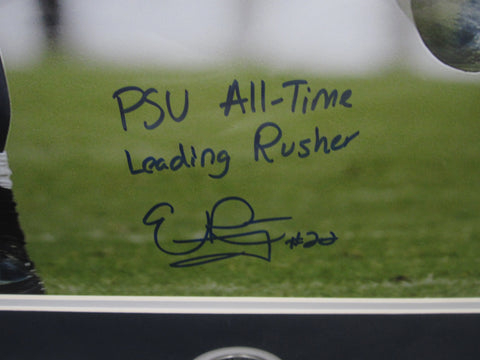 PSU All-Time
Leading Rusher
#22